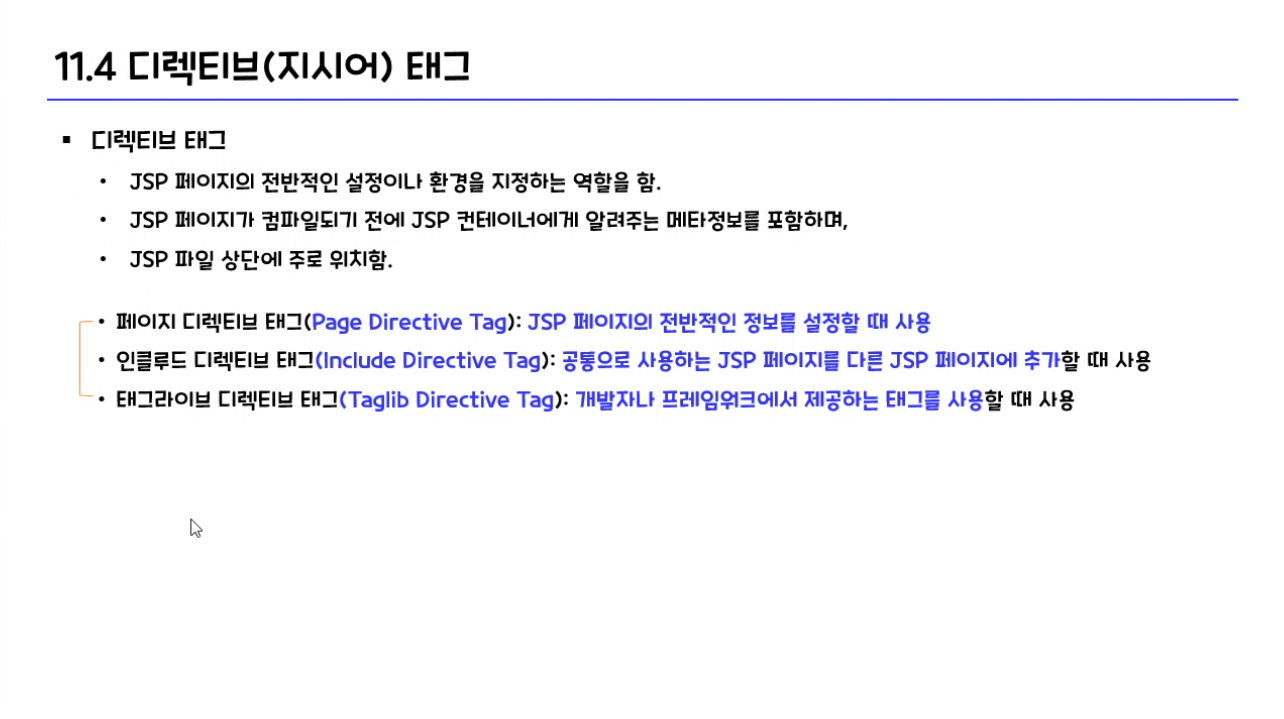 11.4 디렉티브(지시어) 태그
▪ 디렉티브 태그
• JSP 페이지의 전반적인 설정이나 환경을 지정하는 역할을 함.
• JSP 페이지가 컴파일되기 전에 JSP 컨테이너에게 알려주는 메타정보를 포함하며,
• JSP 파일 상단에 주로 위치함.
• 페이지 디렉티브 태그(Page Directive Tag): JSP 페이지의 전반적인 정보를 설정할 때 사용
• 인클루드 디렉티브 태그(Include Directive Tag): 공통으로 사용하는 JSP 페이지를 다른 JSP 페이지에 추가할 때 사용
• 태그라이브 디렉티브 태그(Taglib Directive Tag): 개발자나 프레임워크에서 제공하는 태그를 사용할 때 사용